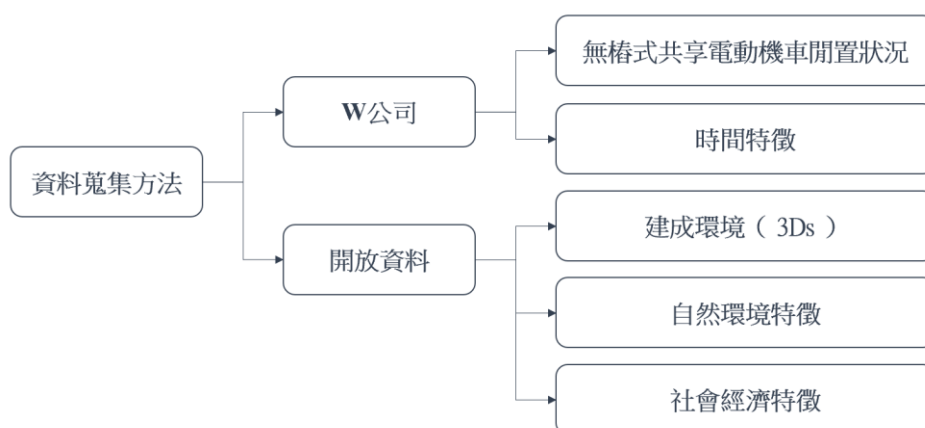 資料蒐集方法
W公司
開放資料
無樁式共享電動機車閒置狀況
時間特徵
建成環境（ 3Ds ）
自然環境特徵
社會經濟特徵